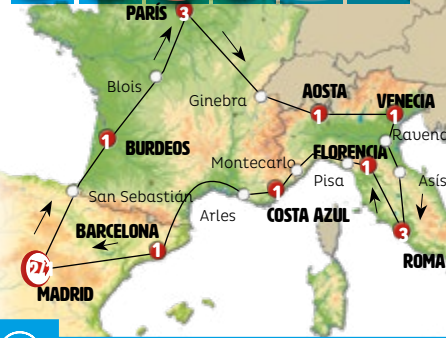 PARÍS
3
Blois
Ginebra
AOSTA
1
VENECIA
1
1
BURDEOS
Ravena
Montecarlo
FLORENCIA
1
Pisa
Asís
San Sebastián
Arles
1
COSTA AZUL
BARCELONA
1
3
ROMA
MADRID